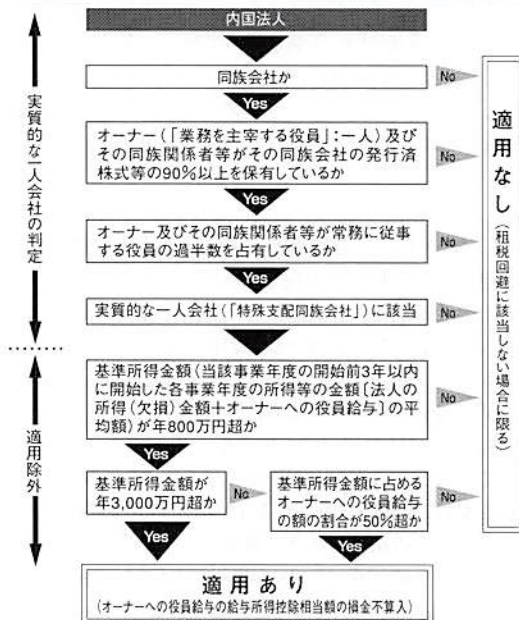 内国法人
同族会社か
No
Yes
オーナー(「業務を主宰する役員」:一人)及び
その同族関係者等がその同族会社の発行済
株式等の90%以上を保有しているか
No
Yes
オーナー及びその同族関係者等が常務に従事
する役員の過半数を占有しているか
No
Yes
実質的な一人会社(「特殊支配同族会社」)に該当
No
基準所得金額(当該事業年度の開始前3年以内
に開始した各事業年度の所得等の金額〔法人の
所得(欠損)金額+オーナーへの役員給与〕の平
均額)が年800万円超か
No
Yes
基準所得金額が
年3,000万円超か
No
基準所得金額に占める
オーナーへの役員給与
の額の割合が50%超か
No
Yes
Yes
適用あり
(オーナーへの役員給与の給与所得控除相当額の損金不算入)
適用なし(租税回避に該当しない場合に限る)
実質的な一人会社の判定
適用除外